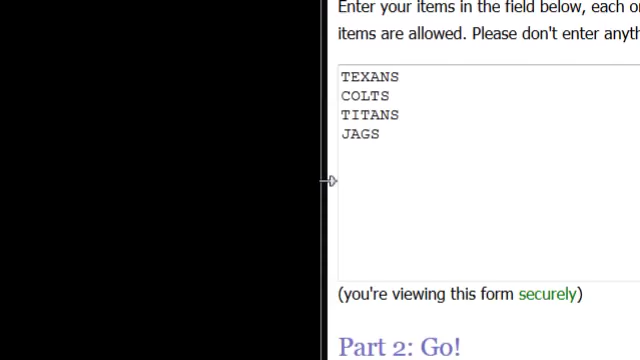 Enter your items in the field below, each
items are allowed. Please don't enter
TEXANS
COLTS
TITANS
JAGS
(you're viewing this form securely)
Part 2: Go!